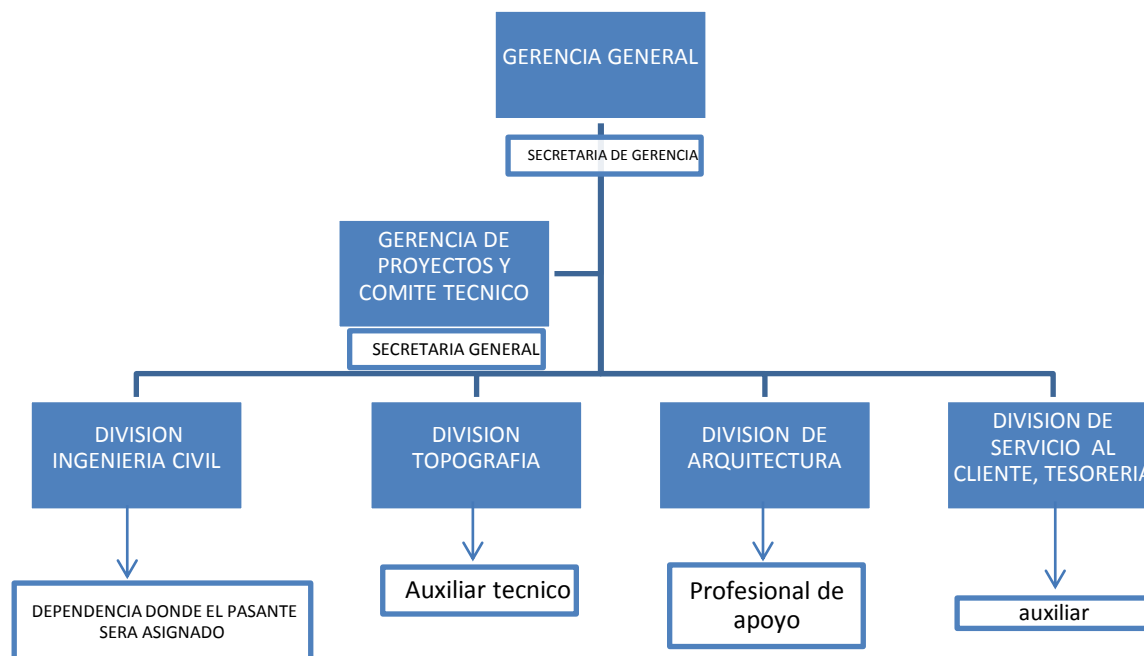 GERENCIA GENERAL
SECRETARIA DE GERENCIA
GERENCIA DE
PROYECTOS Y
COMITE TECNICO
SECRETARIA GENERAL
DIVISION
INGENIERIA CIVIL
DIVISION
TOPOGRAFIA
DIVISION DE
ARQUITECTURA
DIVISION DE
SERVICIO AL
CLIENTE, TESORERIA
DEPENDENCIA DONDE EL PASANTE
SERA ASIGNADO
Auxiliar tecnico
Profesional de
apoyo
auxiliar